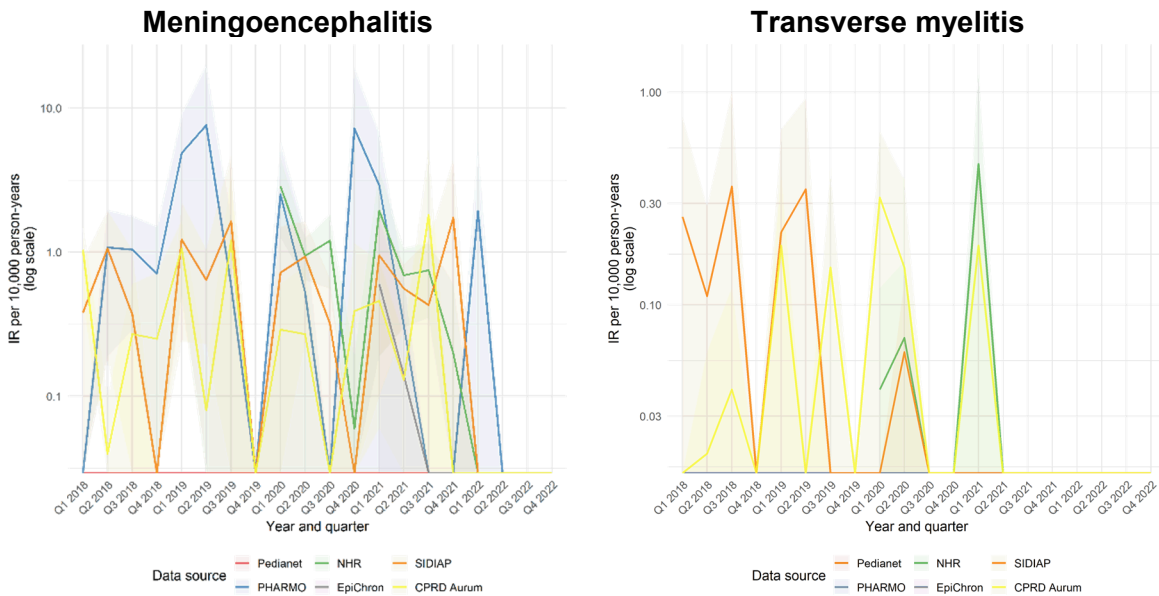 Meningoencephalitis
IR per 10,000 person-years
(log scale)
10.0
1.0
0.1
Q1 2018
Q2 2018
Q3 2018
Q4 2018
Q1 2019
Q2 2019
Q3 2019
Q4 2019
Q1 2020
Q2 2020
Q3 2020
Q4 2020
Q1 2021
Q2 2021
Q3 2021
Q4 2021
Q1 2022
Q2 2022
Q3 2022
Q4 2022
Year and quarter
Data source
Pedianet
NHR
SIDIAP
PHARMO
EpiChron
CPRD Aurum
Transverse myelitis
IR per 10,000 person-years
(log scale)
1.00
0.30
0.10
0.03
Q1 2018
Q2 2018
Q3 2018
Q4 2018
Q1 2019
Q2 2019
Q3 2019
Q4 2019
Q1 2020
Q2 2020
Q3 2020
Q4 2020
Q1 2021
Q2 2021
Q3 2021
Q4 2021
Q1 2022
Q2 2022
Q3 2022
Q4 2022
Year and quarter
Data source
Pedianet
NHR
SIDIAP
PHARMO
EpiChron
CPRD Aurum